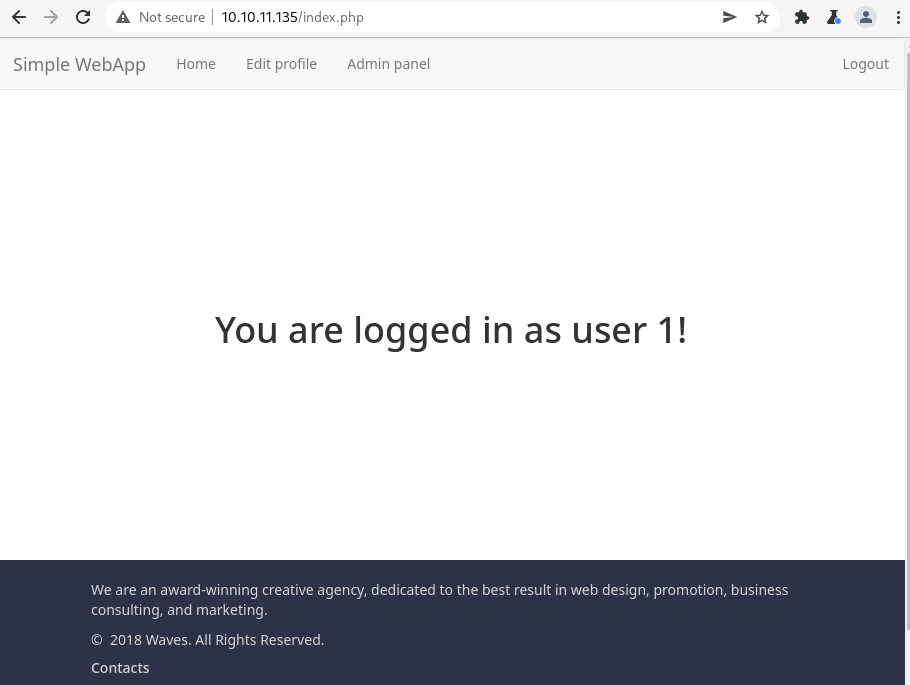 Not secure 10.10.11.135/index.php
Simple WebApp Home Edit profile Admin panel Logout
You are logged in as user 1!
We are an award-winning creative agency, dedicated to the best result in web design, promotion, business
consulting, and marketing.
© 2018 Waves. All Rights Reserved.
Contacts